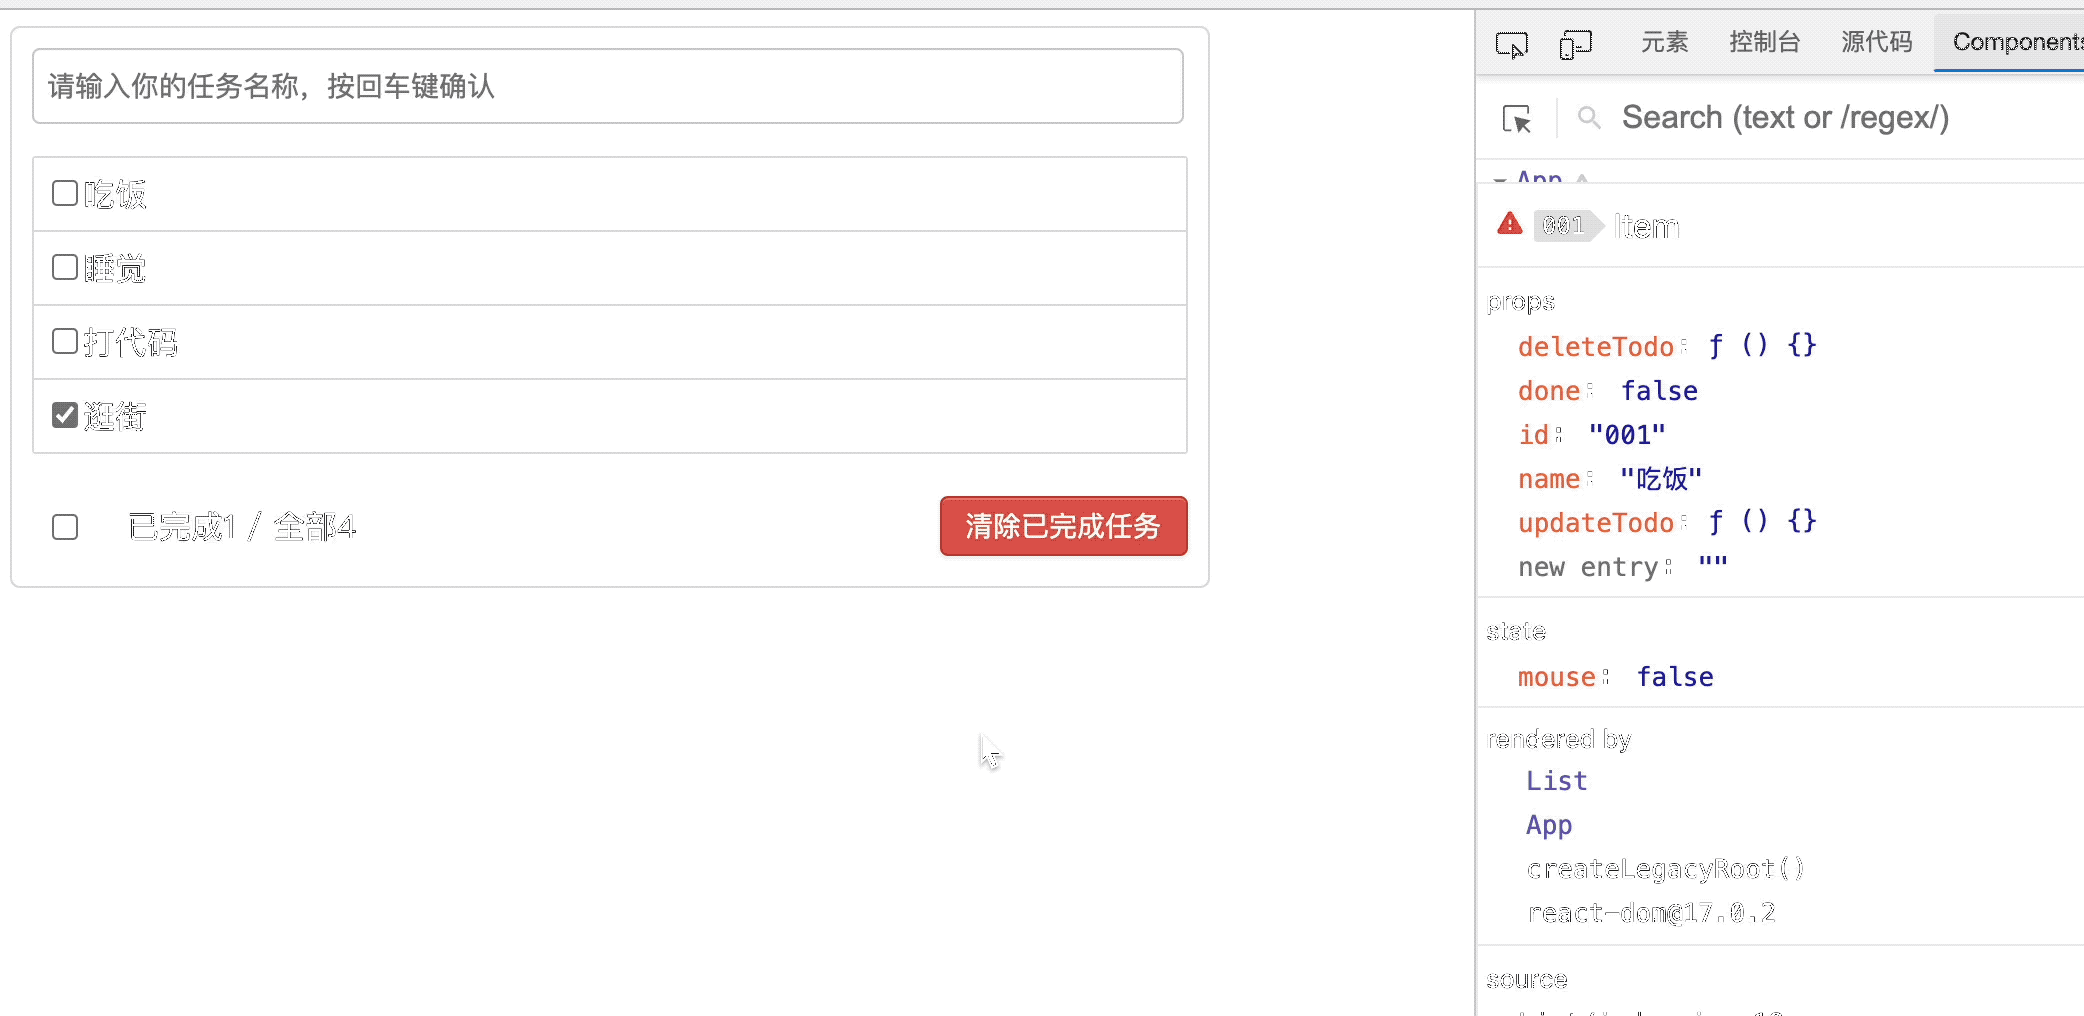 请输入你的任务名称，按回车键确认
吃饭
睡觉
打代码
逛街
已完成1 / 全部4
清除已完成任务
元素 控制台 源代码 Components
Search (text or /regex/)
App
001 Item
props
deleteTodo: ƒ () {}
done: false
id: "001"
name: "吃饭"
updateTodo: ƒ () {}
new entry: ""
state
mouse: false
rendered by
List
App
createLegacyRoot()
react-dom@17.0.2
source